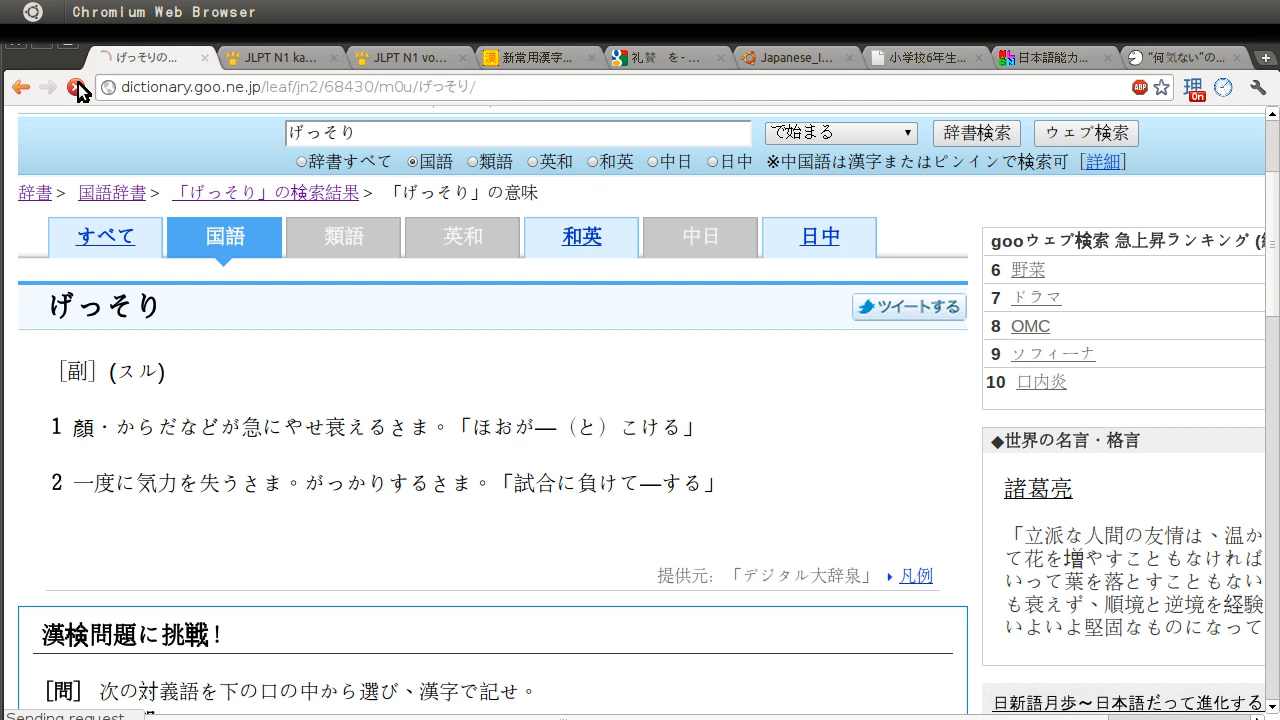 Chromium Web Browser
げっそりの...
JLPT N1 ka...
JLPT N1 vo...
新常用漢字...
礼賛 を- ...
Japanese_I...
小学校6年生...
日本語能力...
“何気ない”の...
dictionary.goo.ne.jp/leaf/jn2/68430/m0u/げっそり/
ABP
理 On
げっそり
で始まる
辞書検索
ウェブ検索
辞書すべて 国語 類語 英和 和英 中日 日中 ※中国語は漢字またはピンインで検索可 [詳細]
辞書 > 国語辞書 > 「げっそり」の検索結果 > 「げっそり」の意味
すべて 国語 類語 英和 和英 中日 日中
げっそり
ツイートする
［副］(スル)
1 顔・からだなどが急にやせ衰えるさま。「ほおが―（と）こける」
2 一度に気力を失うさま。がっかりするさま。「試合に負けて―する」
提供元: 「デジタル大辞泉」 凡例
漢検問題に挑戦！
［問］ 次の対義語を下の口の中から選び、漢字で記せ。
gooウェブ検索 急上昇ランキング (
6 野菜
7 ドラマ
8 OMC
9 ソフィーナ
10 口内炎
◆世界の名言・格言
諸葛亮
「立派な人間の友情は、温か
て花を増やすこともなければ
いって葉を落とすこともない
も衰えず、順境と逆境を経験
いよいよ堅固なものになって
日新語月歩～日本語だって進化する
Sending request